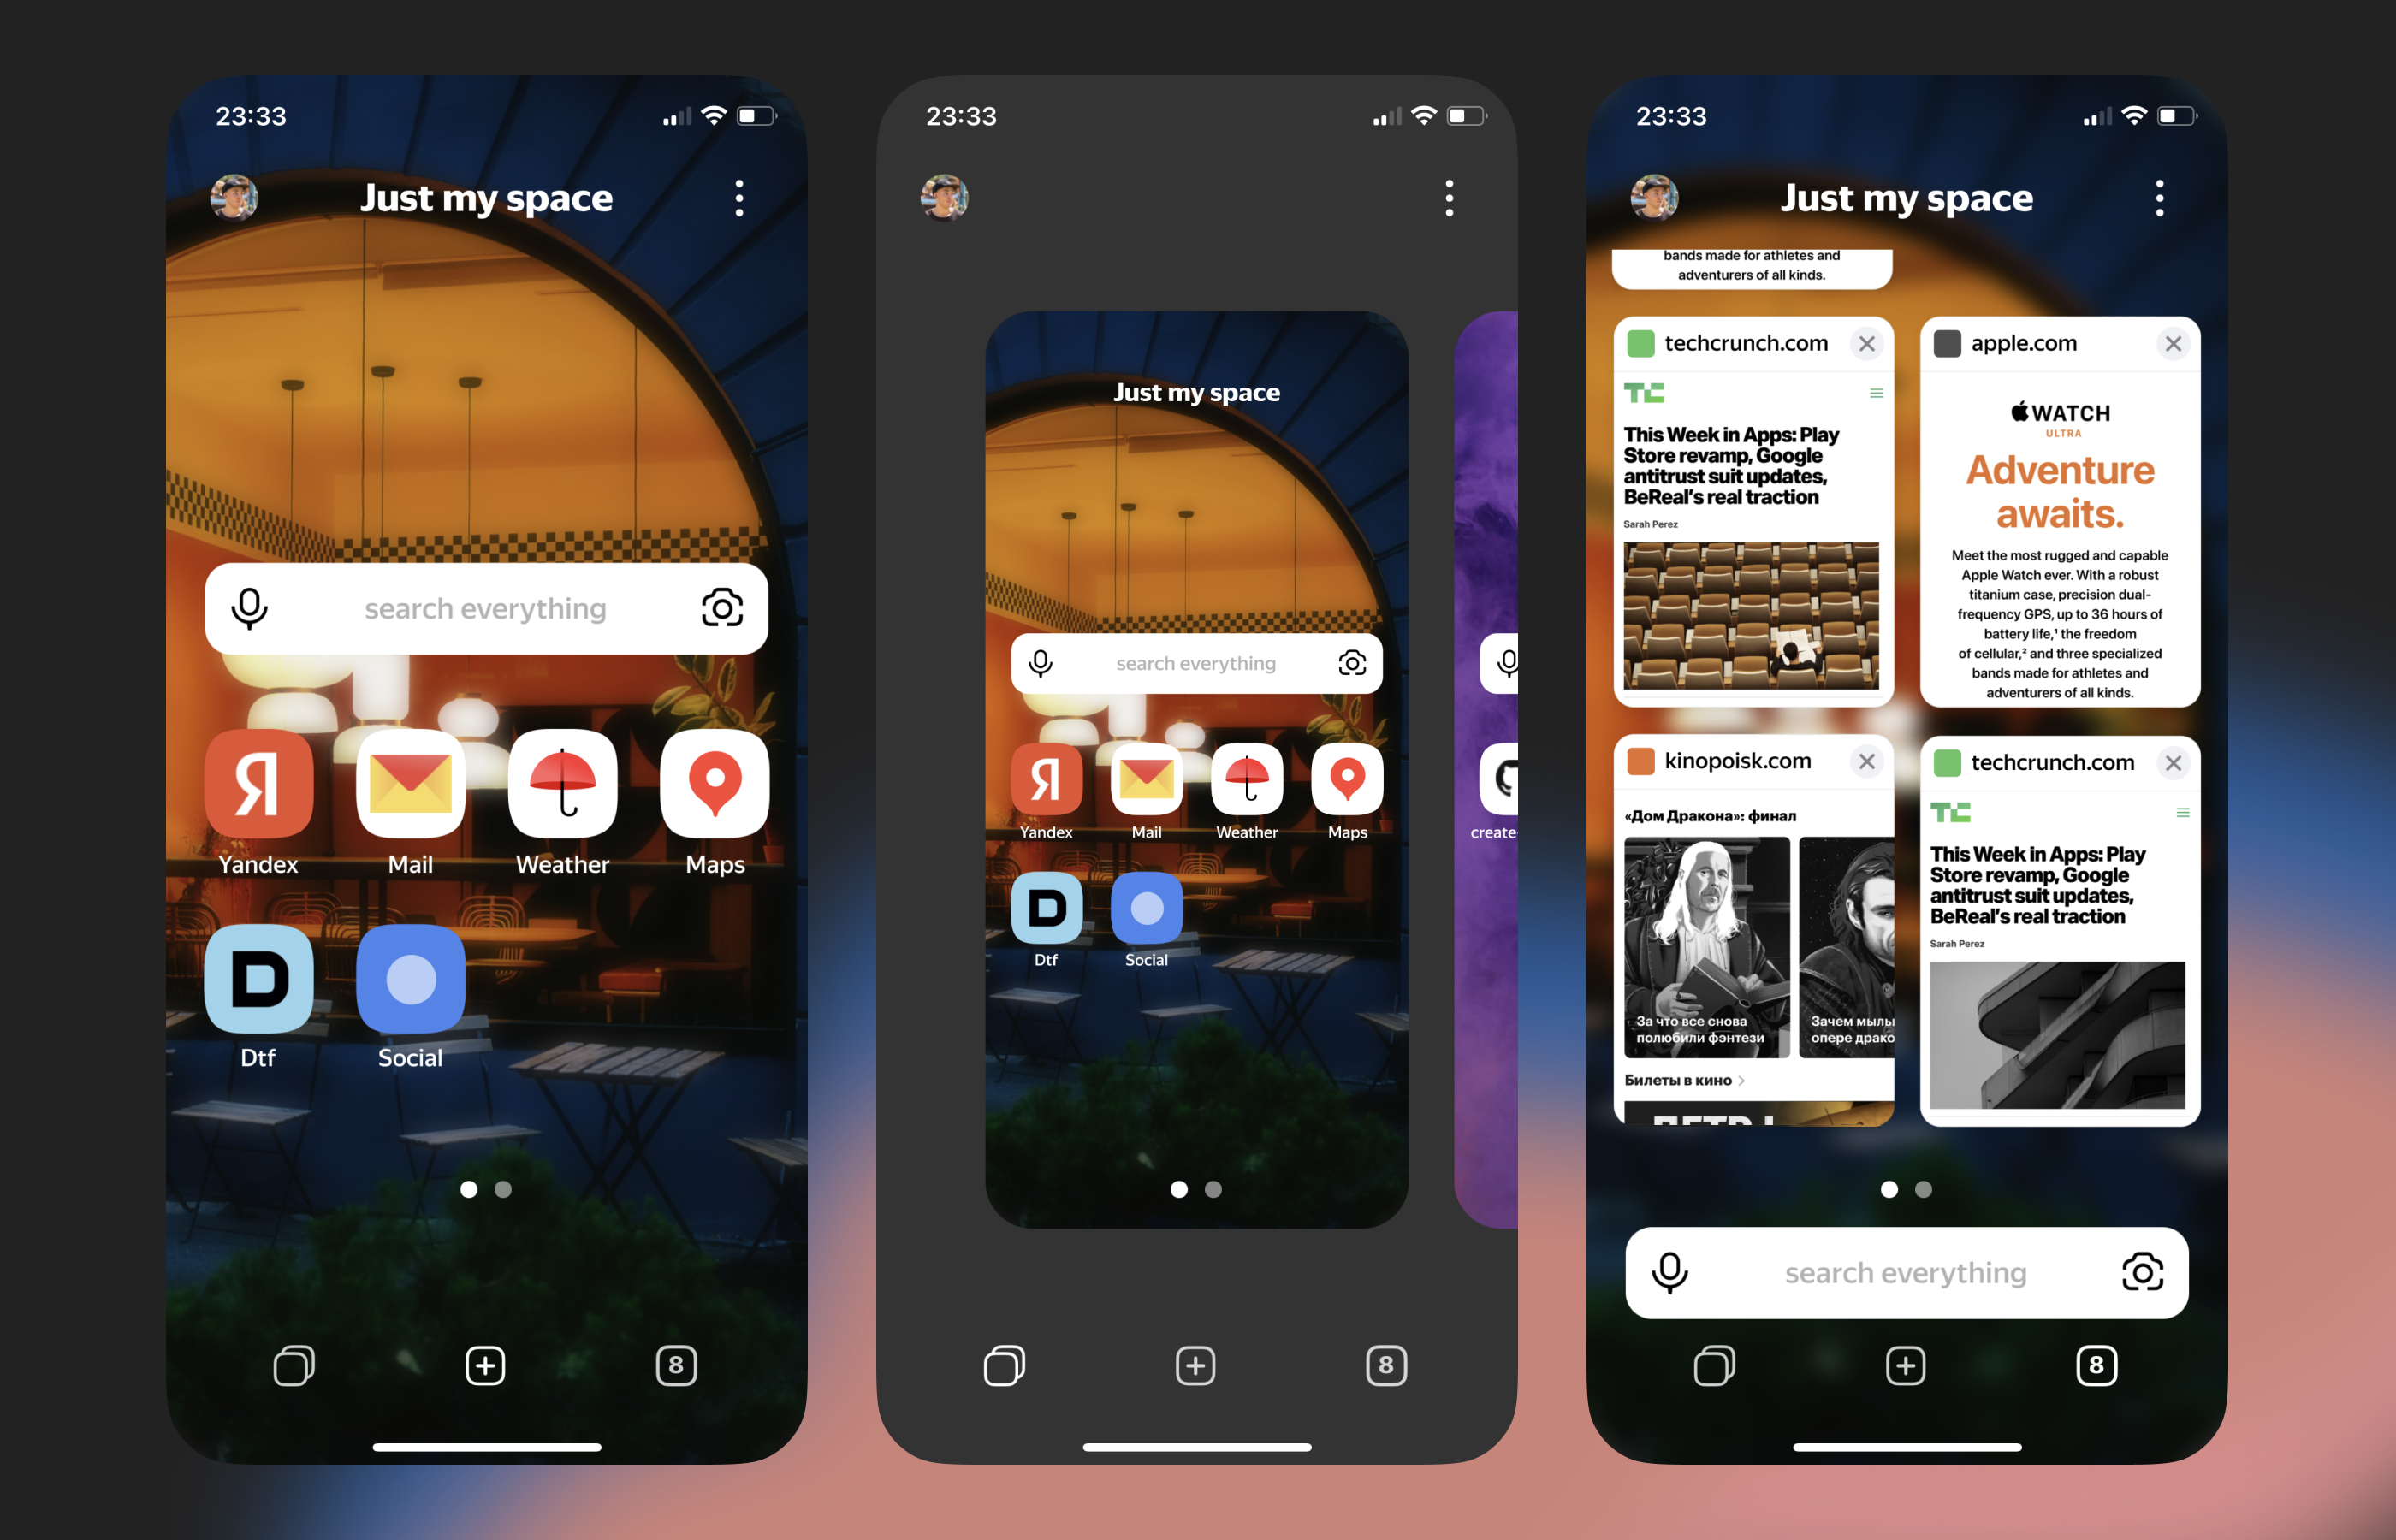 23:33
Just my space
search everything
Я
Yandex
Mail
Weather
Maps
D
Dtf
Social
8
23:33
Just my space
search everything
Я
Yandex
Mail
Weather
Maps
create
D
Dtf
Social
8
23:33
Just my space
bands made for athletes and
adventurers of all kinds.
techcrunch.com
TC
This Week in Apps: Play
Store revamp, Google
antitrust suit updates,
BeReal's real traction
Sarah Perez
apple.com
WATCH
ULTRA
Adventure
awaits.
Meet the most rugged and capable
Apple Watch ever. With a robust
titanium case, precision dual-
frequency GPS, up to 36 hours of
battery life,¹ the freedom
of cellular,² and three specialized
bands made for athletes and
adventurers of all kinds.
kinopoisk.com
«Дом Дракона»: финал
За что все снова
полюбили фэнтези
Зачем мылы
опере драко
Билеты в кино
techcrunch.com
TC
This Week in Apps: Play
Store revamp, Google
antitrust suit updates,
BeReal's real traction
Sarah Perez
search everything
8